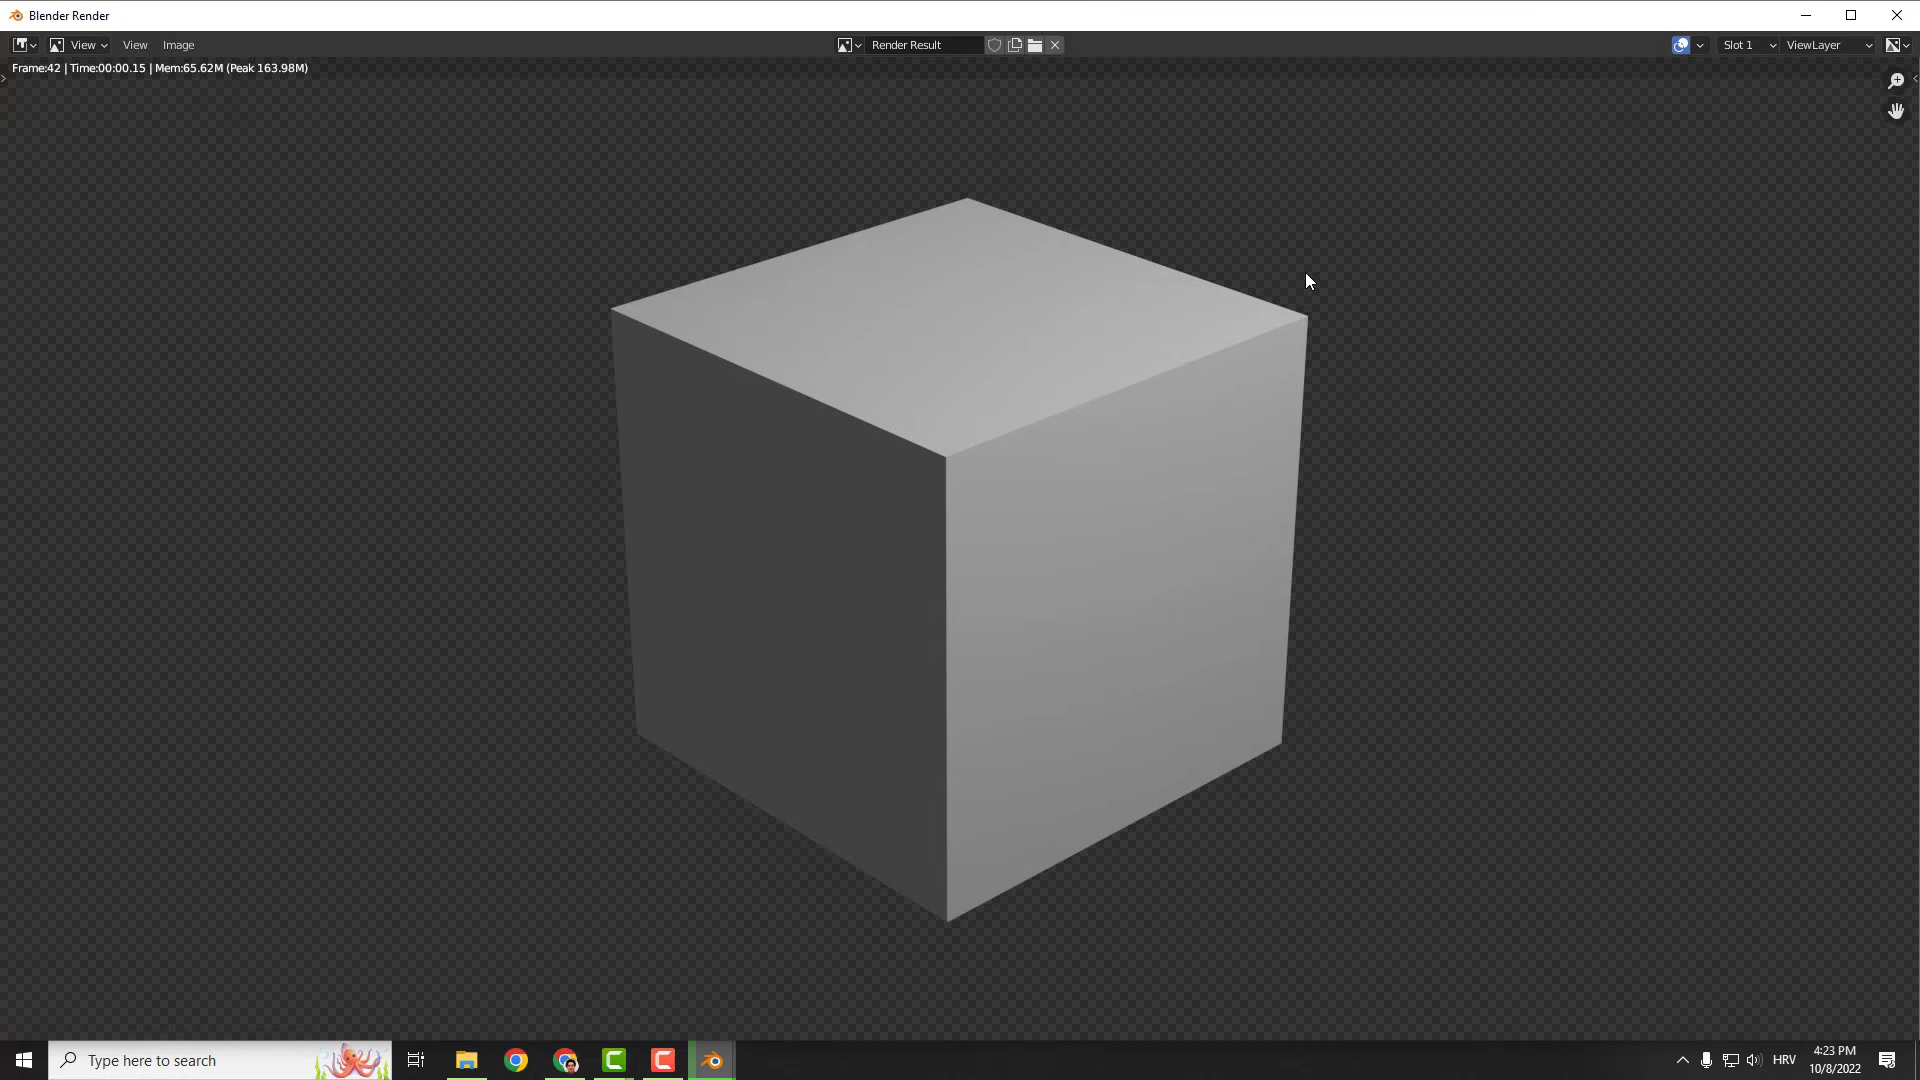 Blender Render
View View Image Render Result Slot 1 ViewLayer
Frame:42 | Time:00:00.15 | Mem:65.62M (Peak 163.98M)
Type here to search
HRV
4:23 PM
10/8/2022